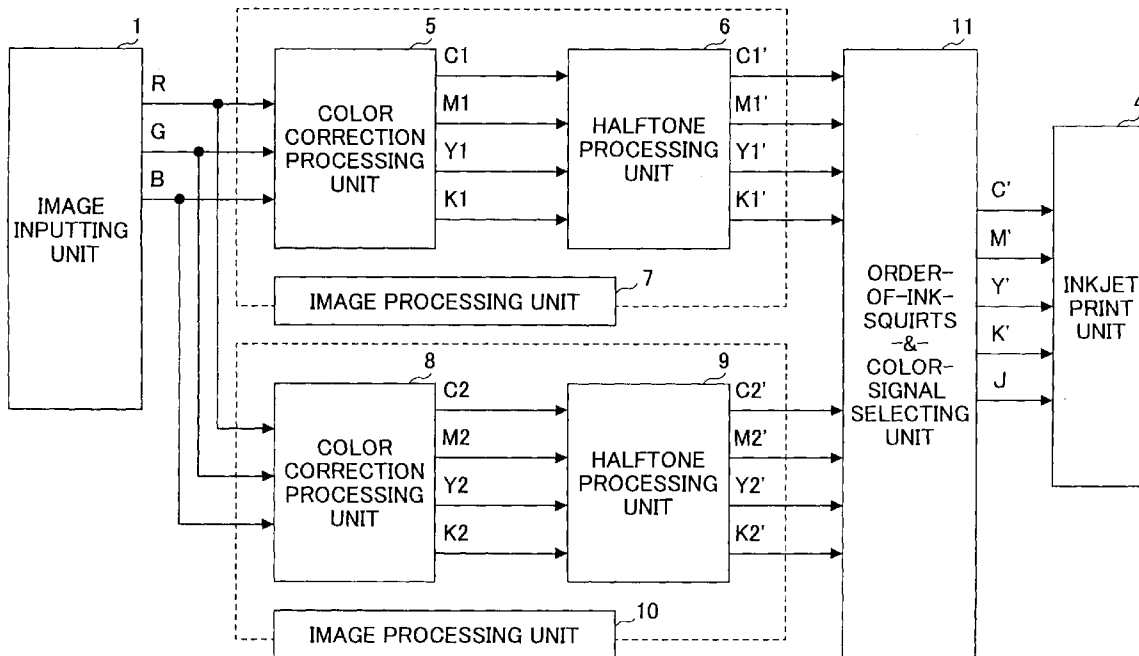 1
R
G
B
IMAGE
INPUTTING
UNIT
5
COLOR
CORRECTION
PROCESSING
UNIT
C1
M1
Y1
K1
6
HALFTONE
PROCESSING
UNIT
C1'
M1'
Y1'
K1'
7
IMAGE PROCESSING UNIT
8
COLOR
CORRECTION
PROCESSING
UNIT
C2
M2
Y2
K2
9
HALFTONE
PROCESSING
UNIT
C2'
M2'
Y2'
K2'
10
IMAGE PROCESSING UNIT
11
ORDER-
OF-INK-
SQUIRTS
-&-
COLOR-
SIGNAL
SELECTING
UNIT
C'
M'
Y'
K'
J
4
INKJET
PRINT
UNIT